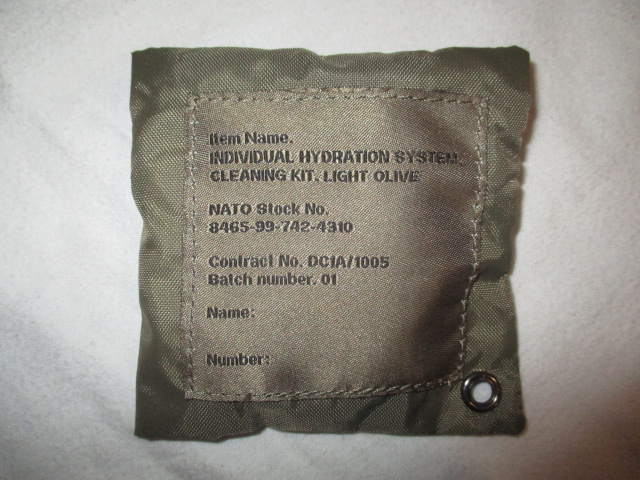 Item Name.
INDIVIDUAL HYDRATION SYSTEM,
CLEANING KIT. LIGHT OLIVE
NATO Stock No.
8465-99-742-4310
Contract No. DC1A/1005
Batch number. 01
Name:
Number: